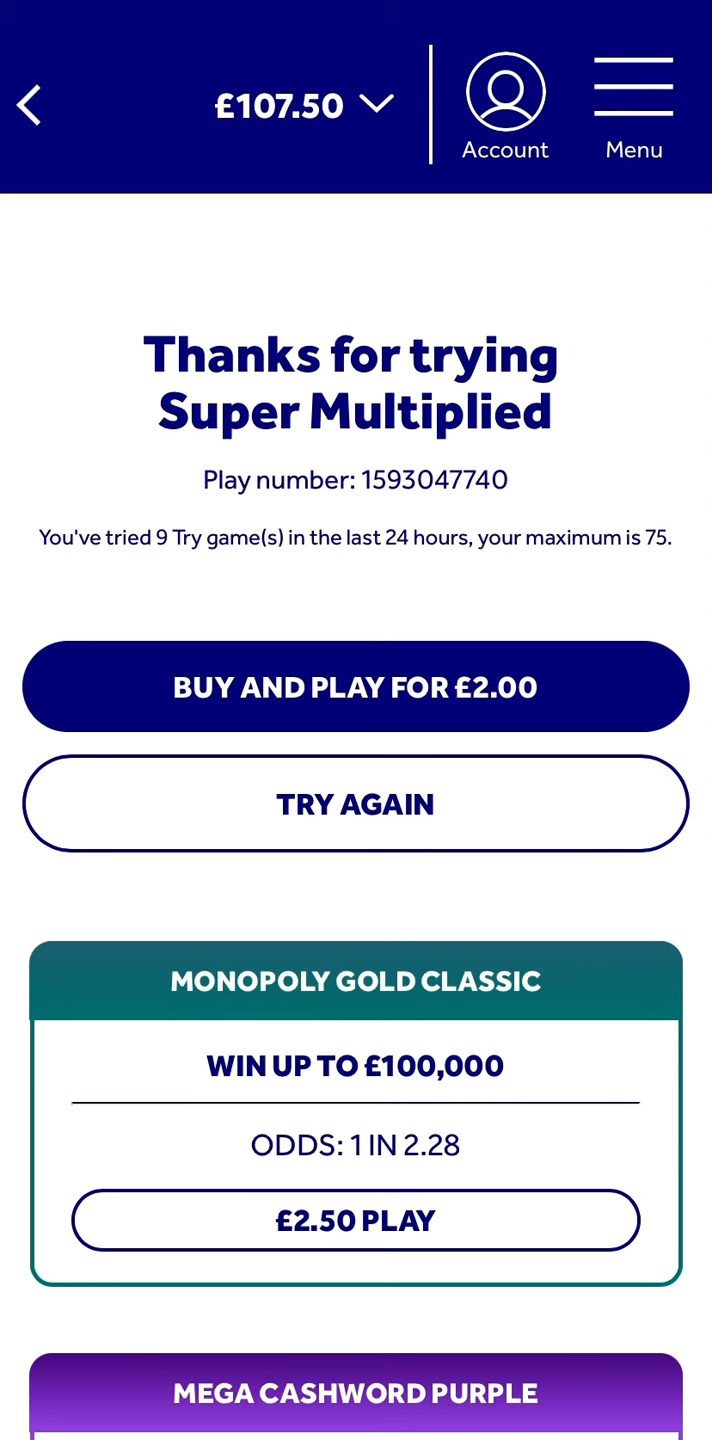 £107.50
Account
Menu
Thanks for trying
Super Multiplied
Play number: 1593047740
You've tried 9 Try game(s) in the last 24 hours, your maximum is 75.
BUY AND PLAY FOR £2.00
TRY AGAIN
MONOPOLY GOLD CLASSIC
WIN UP TO £100,000
ODDS: 1 IN 2.28
£2.50 PLAY
MEGA CASHWORD PURPLE